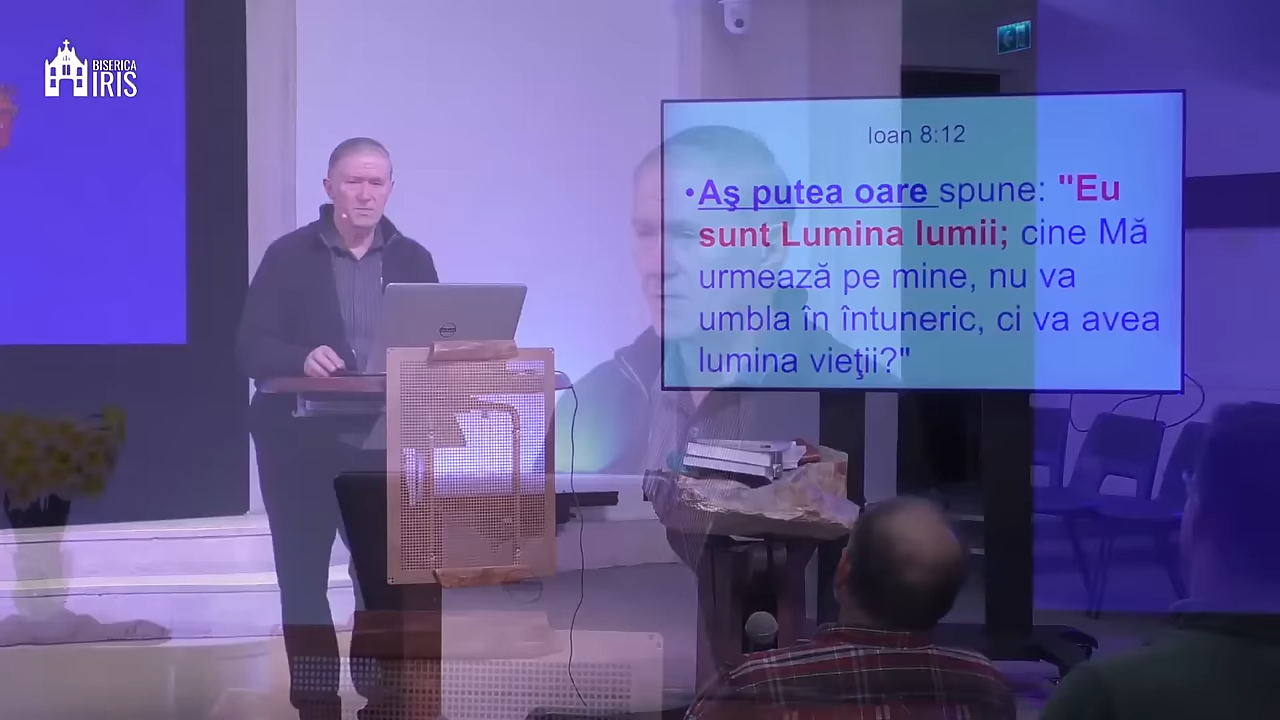 BISERICA
IRIS
Ioan 8:12
•Aş putea oare spune: "Eu
sunt Lumina lumii; cine Mă
urmează pe mine, nu va
umbla în întuneric, ci va avea
lumina vieţii?"